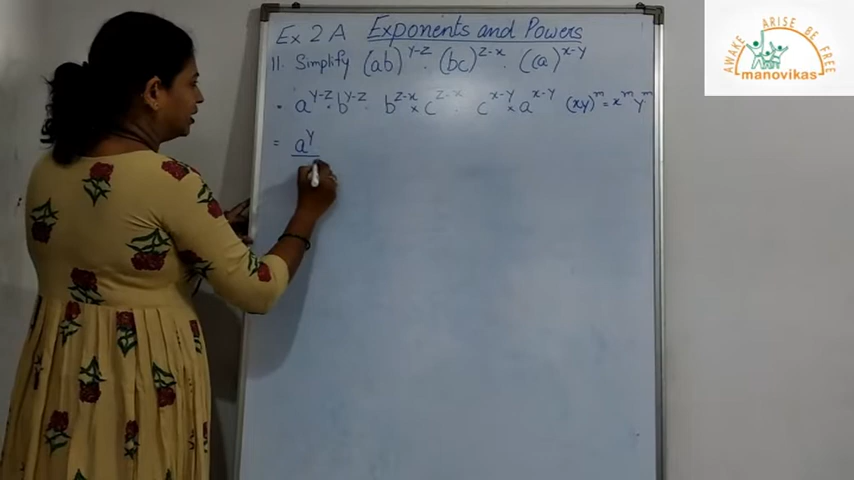 AWAKE ARISE BE FREE
manovikas
Ex 2A Exponents and Powers
11. Simplify (ab)^{y-z} . (bc)^{z-x} . (ca)^{x-y}
= a^{y-z} . b^{y-z} . b^{z-x} × c^{z-x} . c^{x-y} × a^{x-y} (xy)^m = x^m y^m
= a^y